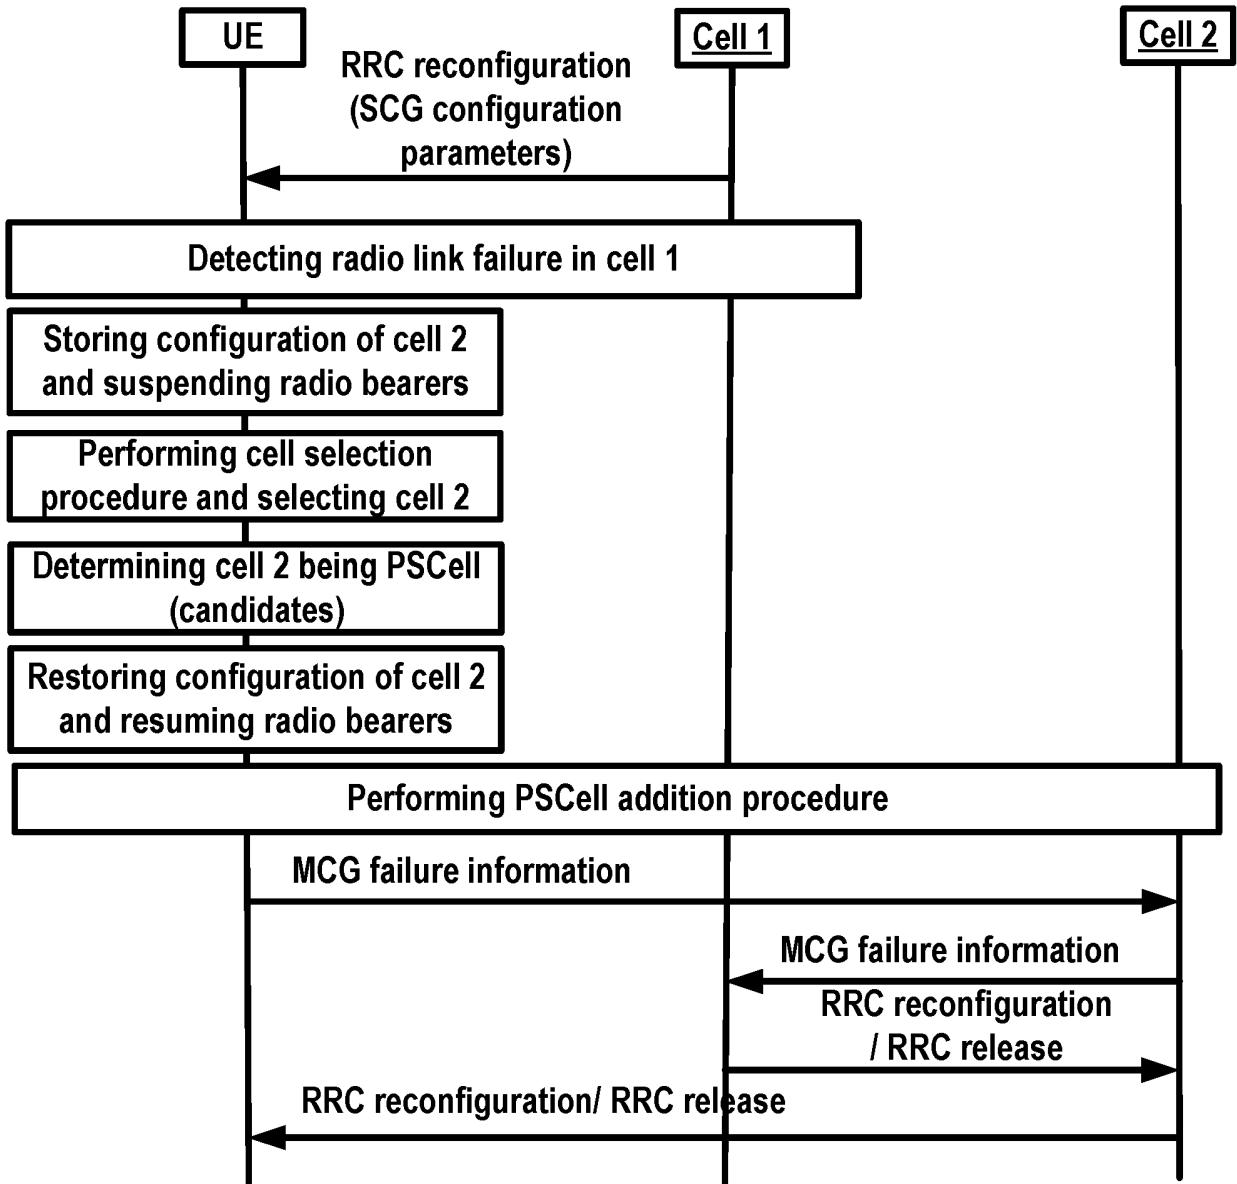 UE
Cell 1
Cell 2
RRC reconfiguration
(SCG configuration
parameters)
Detecting radio link failure in cell 1
Storing configuration of cell 2
and suspending radio bearers
Performing cell selection
procedure and selecting cell 2
Determining cell 2 being PSCell
(candidates)
Restoring configuration of cell 2
and resuming radio bearers
Performing PSCell addition procedure
MCG failure information
MCG failure information
RRC reconfiguration
/ RRC release
RRC reconfiguration/ RRC release